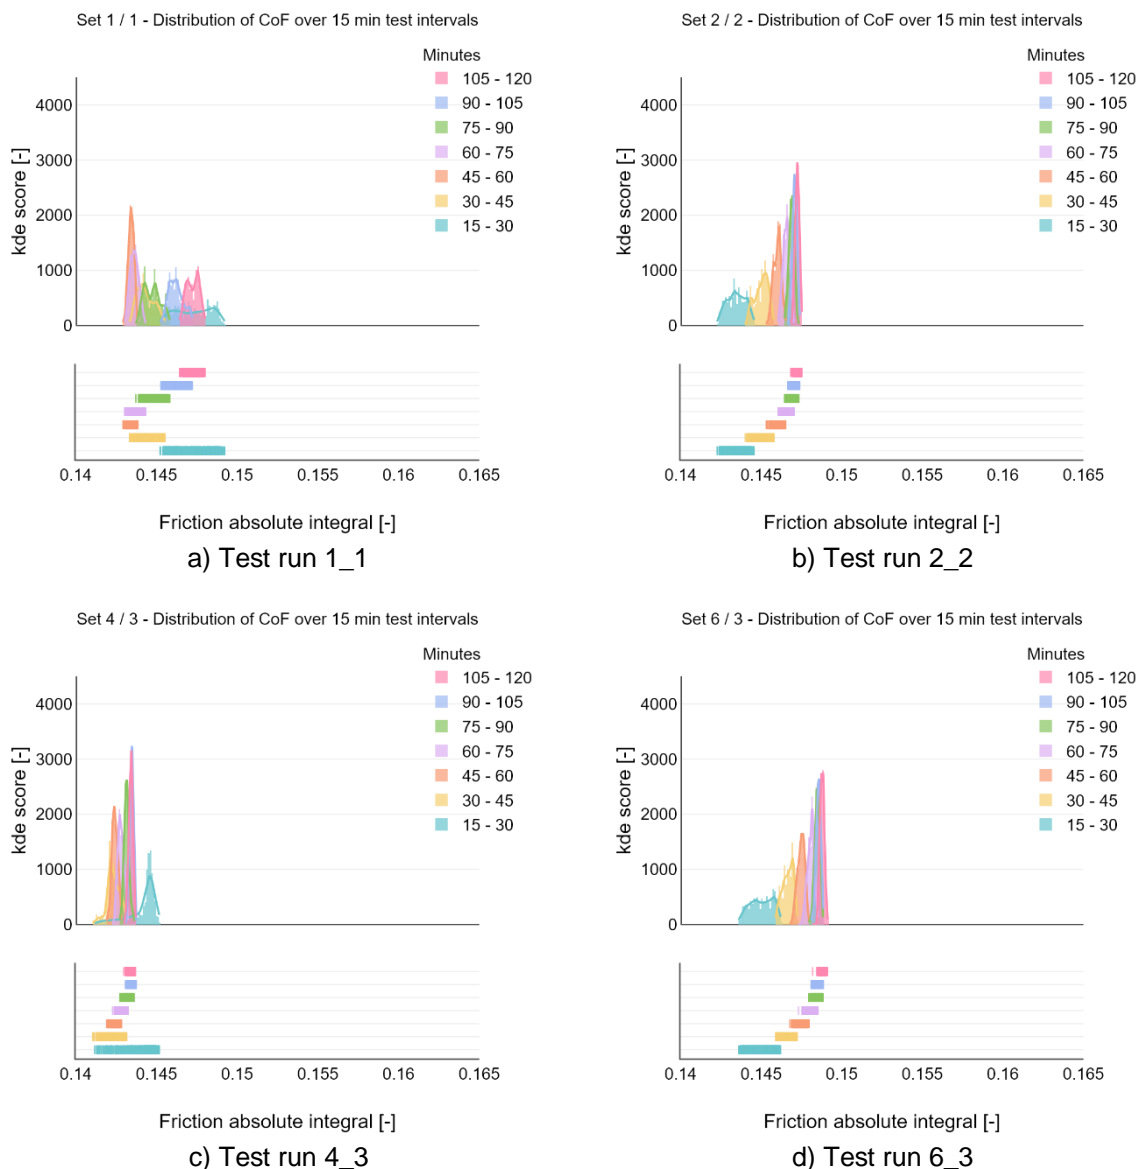 Set 1 / 1 - Distribution of CoF over 15 min test intervals
Minutes
105 - 120
90 - 105
75 - 90
60 - 75
45 - 60
30 - 45
15 - 30
kde score [-]
4000
3000
2000
1000
0
0.14 0.145 0.15 0.155 0.16 0.165
Friction absolute integral [-]
a) Test run 1_1
Set 2 / 2 - Distribution of CoF over 15 min test intervals
Minutes
105 - 120
90 - 105
75 - 90
60 - 75
45 - 60
30 - 45
15 - 30
kde score [-]
4000
3000
2000
1000
0
0.14 0.145 0.15 0.155 0.16 0.165
Friction absolute integral [-]
b) Test run 2_2
Set 4 / 3 - Distribution of CoF over 15 min test intervals
Minutes
105 - 120
90 - 105
75 - 90
60 - 75
45 - 60
30 - 45
15 - 30
kde score [-]
4000
3000
2000
1000
0
0.14 0.145 0.15 0.155 0.16 0.165
Friction absolute integral [-]
c) Test run 4_3
Set 6 / 3 - Distribution of CoF over 15 min test intervals
Minutes
105 - 120
90 - 105
75 - 90
60 - 75
45 - 60
30 - 45
15 - 30
kde score [-]
4000
3000
2000
1000
0
0.14 0.145 0.15 0.155 0.16 0.165
Friction absolute integral [-]
d) Test run 6_3